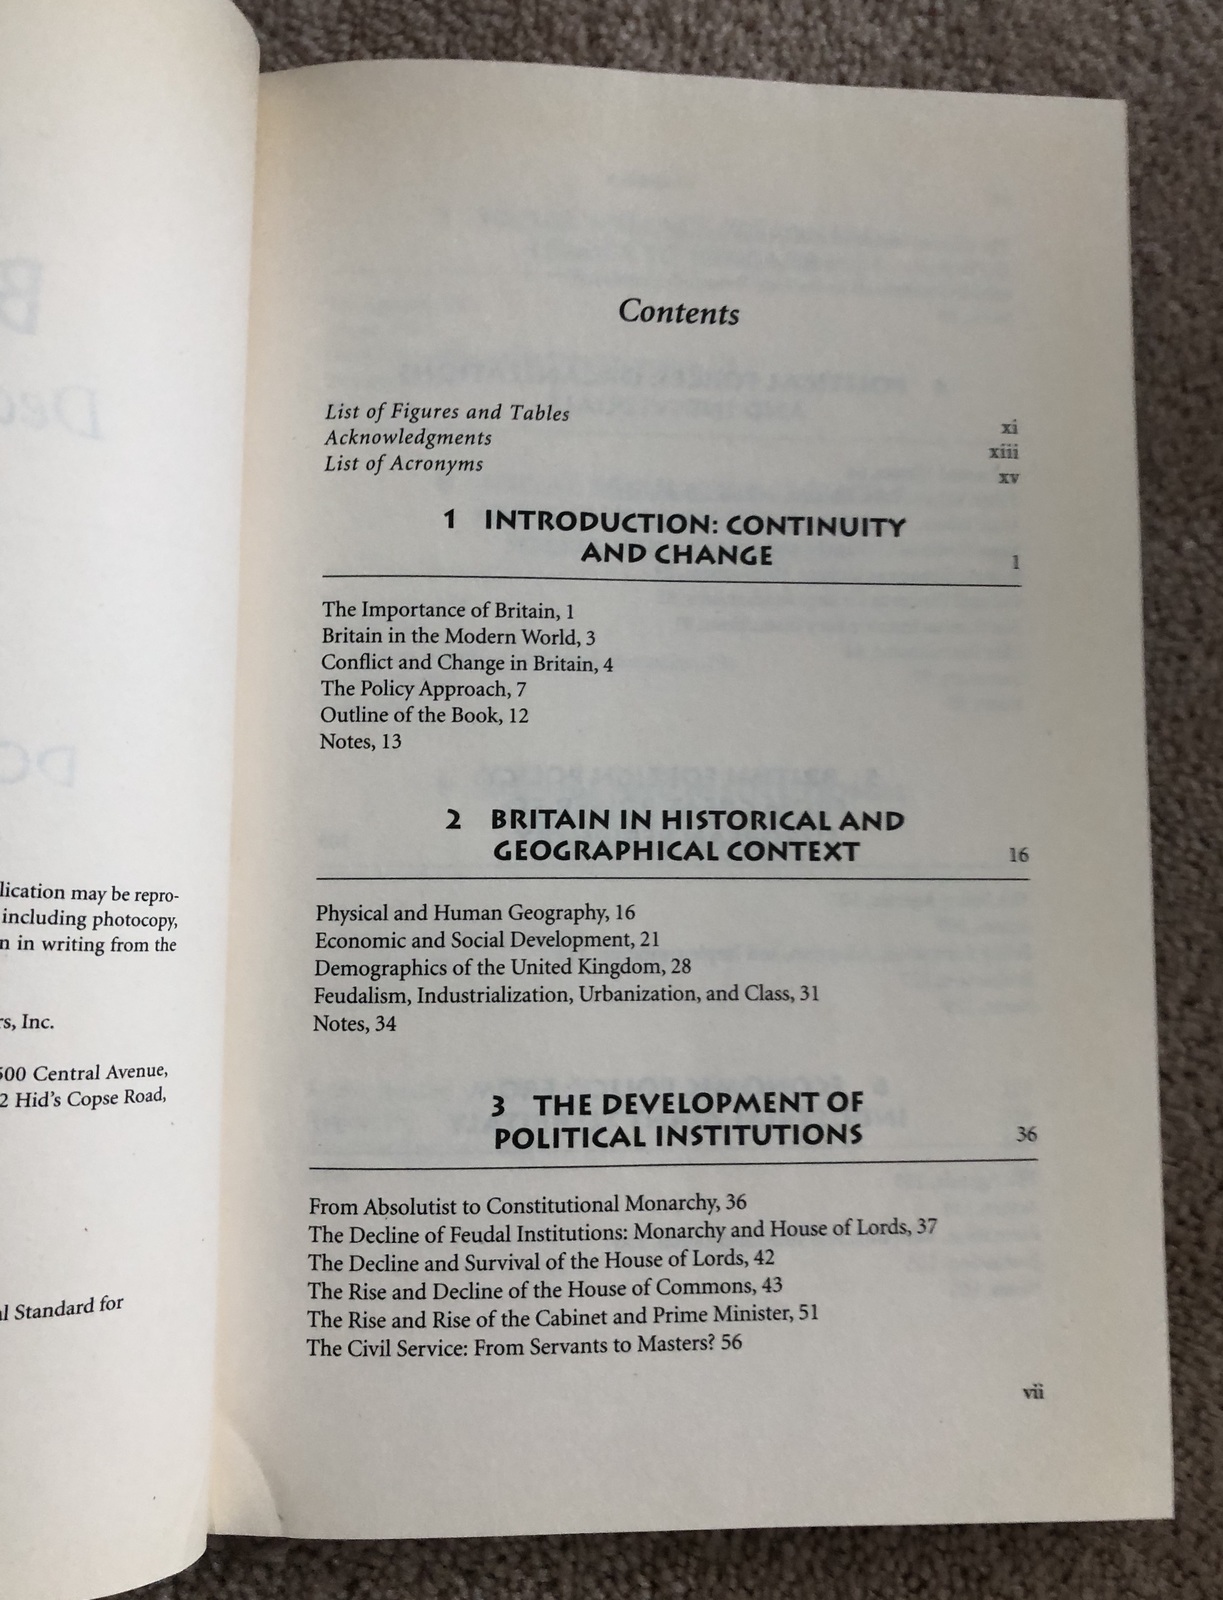 lication may be repro-
including photocopy,
n in writing from the
rs, Inc.
500 Central Avenue,
2 Hid's Copse Road,
al Standard for
Contents
List of Figures and Tables xi
Acknowledgments xiii
List of Acronyms xv
1 INTRODUCTION: CONTINUITY
AND CHANGE 1
The Importance of Britain, 1
Britain in the Modern World, 3
Conflict and Change in Britain, 4
The Policy Approach, 7
Outline of the Book, 12
Notes, 13
2 BRITAIN IN HISTORICAL AND
GEOGRAPHICAL CONTEXT 16
Physical and Human Geography, 16
Economic and Social Development, 21
Demographics of the United Kingdom, 28
Feudalism, Industrialization, Urbanization, and Class, 31
Notes, 34
3 THE DEVELOPMENT OF
POLITICAL INSTITUTIONS 36
From Absolutist to Constitutional Monarchy, 36
The Decline of Feudal Institutions: Monarchy and House of Lords, 37
The Decline and Survival of the House of Lords, 42
The Rise and Decline of the House of Commons, 43
The Rise and Rise of the Cabinet and Prime Minister, 51
The Civil Service: From Servants to Masters? 56
vii